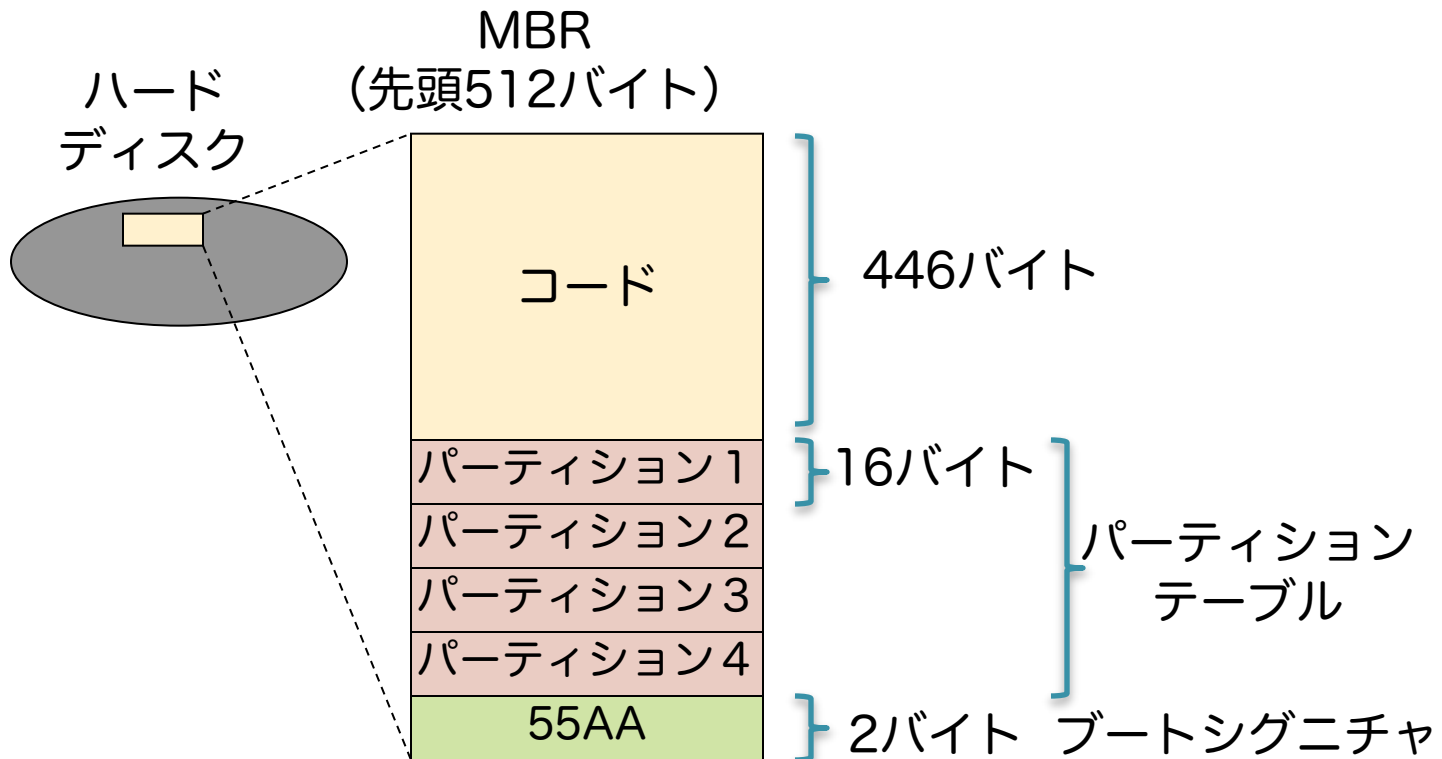 MBR
（先頭512バイト）
ハード
ディスク
コード
446バイト
パーティション１
16バイト
パーティション２
パーティション
テーブル
パーティション３
パーティション４
55AA
2バイト ブートシグニチャ